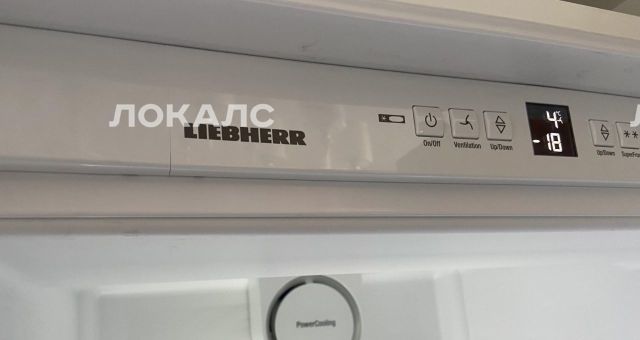 ЛОКАЛС
LIEBHERR
On/Off
Ventilation
Up/Down
4
-18
Up/Down
PowerCooling